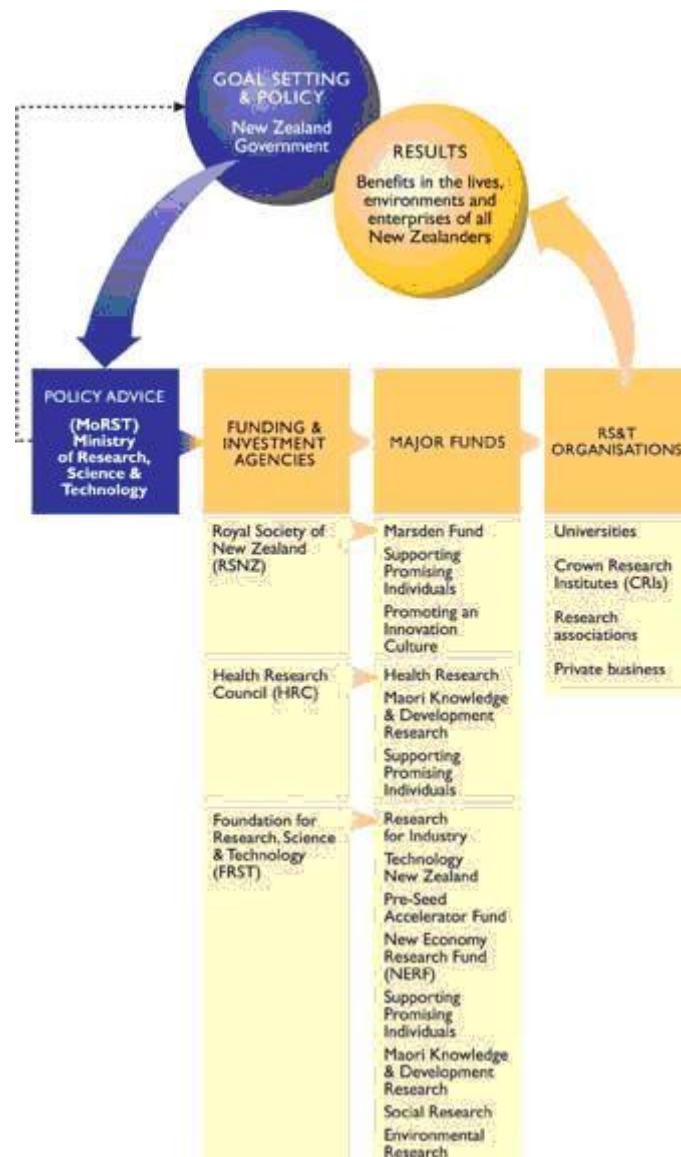 GOAL SETTING
& POLICY
New Zealand
Government
RESULTS
Benefits in the lives,
environments and
enterprises of all
New Zealanders
POLICY ADVICE
(MoRST)
Ministry
of Research,
Science &
Technology
FUNDING &
INVESTMENT
AGENCIES
MAJOR FUNDS
RS&T
ORGANISATIONS
Royal Society of
New Zealand
(RSNZ)
Marsden Fund
Supporting
Promising
Individuals
Promoting an
Innovation
Culture
Universities
Crown Research
Institutes (CRIs)
Research
associations
Private business
Health Research
Council (HRC)
Health Research
Maori Knowledge
& Development
Research
Supporting
Promising
Individuals
Foundation for
Research, Science
& Technology
(FRST)
Research
for Industry
Technology
New Zealand
Pre-Seed
Accelerator Fund
New Economy
Research Fund
(NERF)
Supporting
Promising
Individuals
Maori Knowledge
& Development
Research
Social Research
Environmental
Research